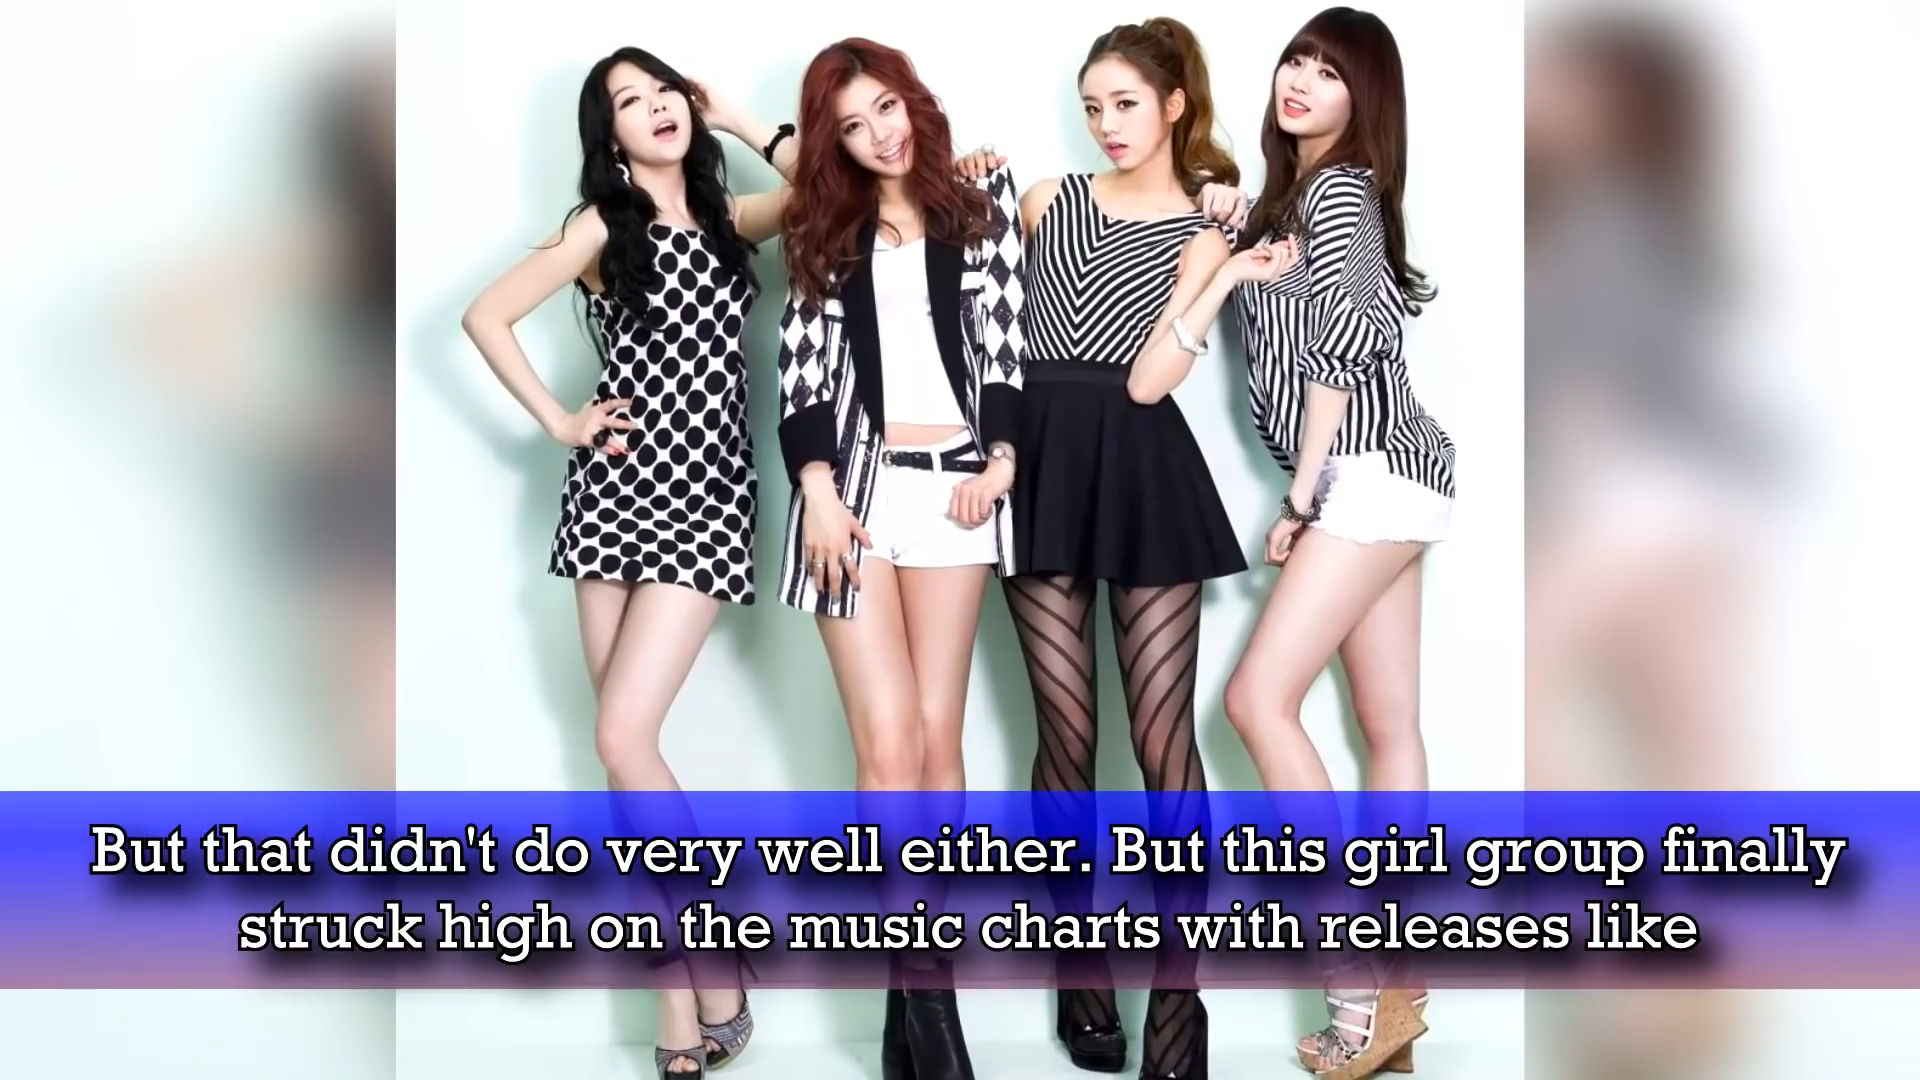 But that didn't do very well either. But this girl group finally
struck high on the music charts with releases like